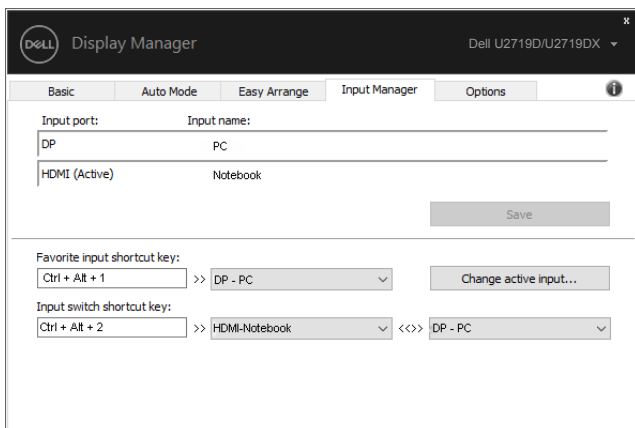 x
DELL Display Manager Dell U2719D/U2719DX
Basic Auto Mode Easy Arrange Input Manager Options i
Input port: Input name:
DP PC
HDMI (Active) Notebook
Save
Favorite input shortcut key:
Ctrl + Alt + 1 >> DP - PC Change active input...
Input switch shortcut key:
Ctrl + Alt + 2 >> HDMI-Notebook <<>> DP - PC